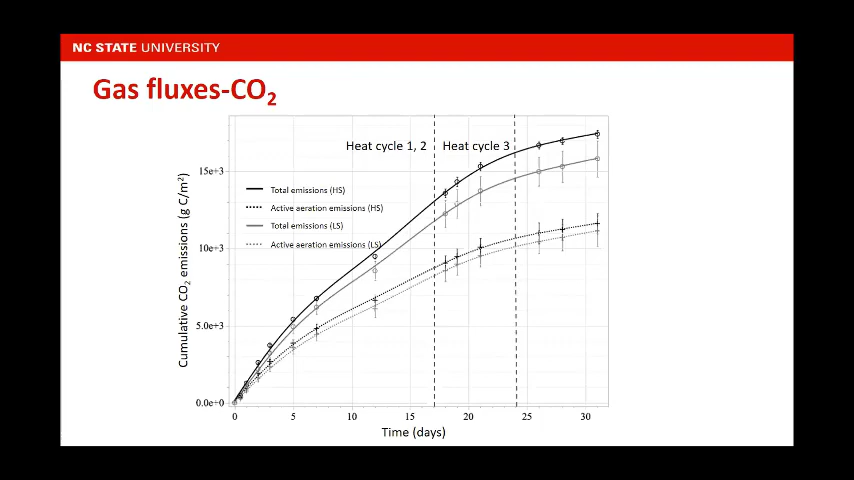 NC STATE UNIVERSITY
Gas fluxes-CO2
Heat cycle 1, 2
Heat cycle 3
15e+3
10e+3
5.0e+3
0.0e+0
Cumulative CO2 emissions (g C/m²)
Total emissions (HS)
Active aeration emissions (HS)
Total emissions (LS)
Active aeration emissions (LS)
0 5 10 15 20 25 30
Time (days)